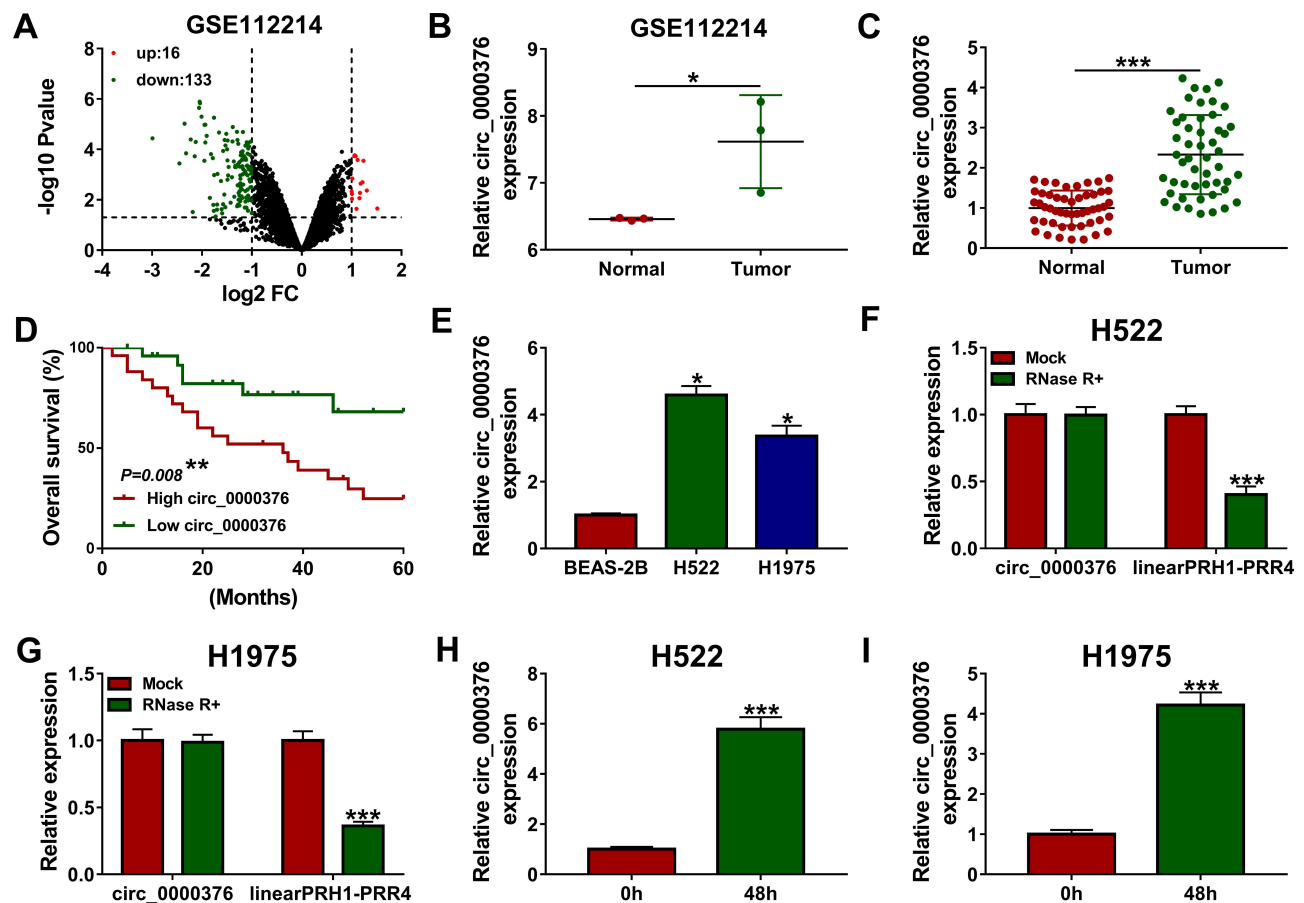 A
GSE112214
up:16
down:133
-log10 Pvalue
8
6
4
2
0
-4
-3
-2
-1
0
1
2
log2 FC
B
GSE112214
Relative circ_0000376
expression
9
8
7
6
*
Normal
Tumor
C
Relative circ_0000376
expression
5
4
3
2
1
0
***
Normal
Tumor
D
Overall survival (%)
100
50
0
P=0.008 **
High circ_0000376
Low circ_0000376
0
20
40
60
(Months)
E
Relative circ_0000376
expression
6
4
2
0
*
*
BEAS-2B
H522
H1975
F
H522
Relative expression
1.5
1.0
0.5
0.0
Mock
RNase R+
***
circ_0000376
linearPRH1-PRR4
G
H1975
Relative expression
1.5
1.0
0.5
0.0
Mock
RNase R+
***
circ_0000376
linearPRH1-PRR4
H
H522
Relative circ_0000376
expression
8
6
4
2
0
***
0h
48h
I
H1975
Relative circ_0000376
expression
5
4
3
2
1
0
***
0h
48h